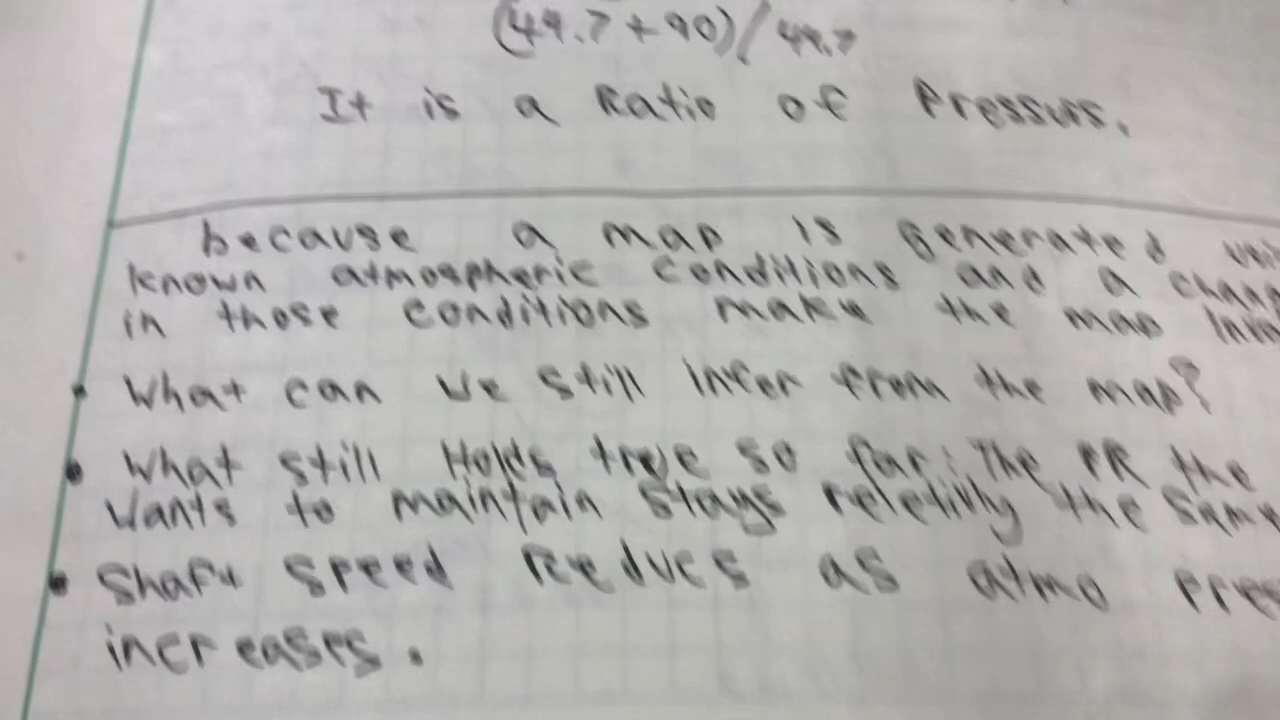 (49.7+90)/49.7
It is a Ratio of Pressurs.
because a map is Generated
known atmospheric conditions and a
in those conditions make the map
• What can we still infer from the map?
• What still Holds true so far: The PR the
wants to maintain stays reletivly the same
• Shaft speed Reduces as atmo
increases.